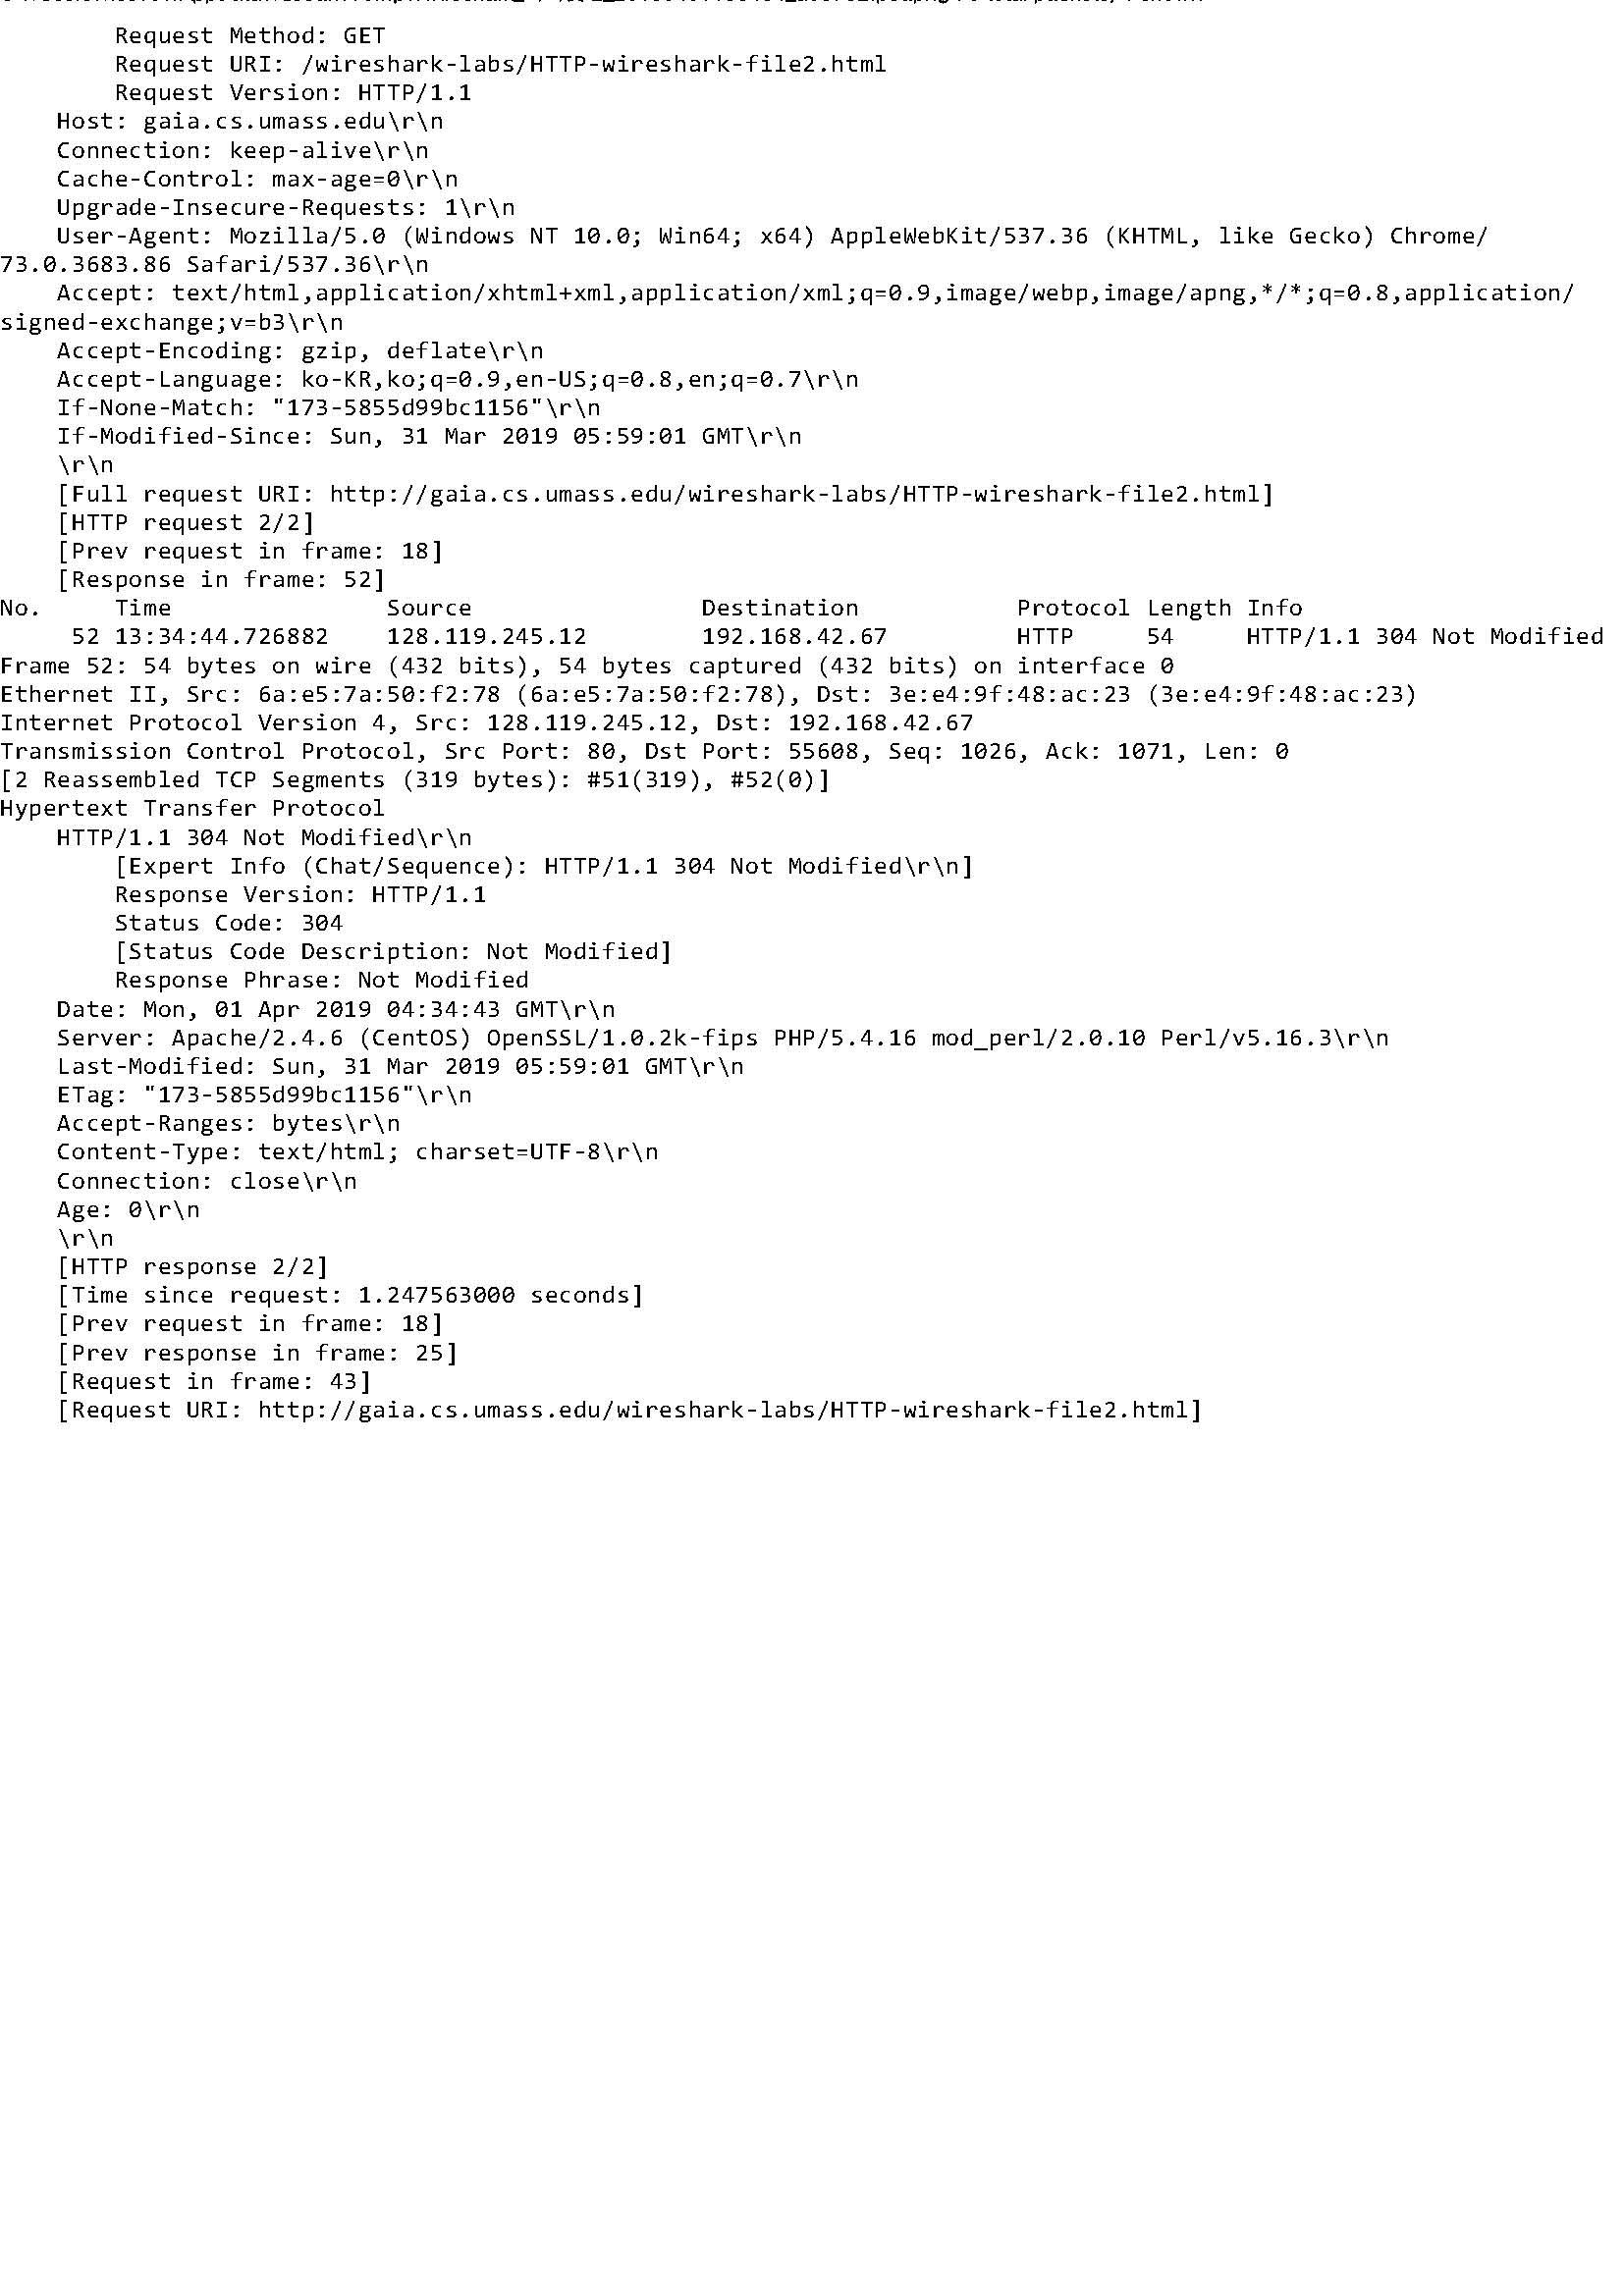 Request Method: GET
Request URI: /wireshark-labs/HTTP-wireshark-file2.html
Request Version: HTTP/1.1
Host: gaia.cs.umass.edu\r\n
Connection: keep-alive\r\n
Cache-Control: max-age=0\r\n
Upgrade-Insecure-Requests: 1\r\n
User-Agent: Mozilla/5.0 (Windows NT 10.0; Win64; x64) AppleWebKit/537.36 (KHTML, like Gecko) Chrome/
73.0.3683.86 Safari/537.36\r\n
Accept: text/html,application/xhtml+xml,application/xml;q=0.9,image/webp,image/apng,*/*;q=0.8,application/
signed-exchange;v=b3\r\n
Accept-Encoding: gzip, deflate\r\n
Accept-Language: ko-KR,ko;q=0.9,en-US;q=0.8,en;q=0.7\r\n
If-None-Match: "173-5855d99bc1156"\r\n
If-Modified-Since: Sun, 31 Mar 2019 05:59:01 GMT\r\n
\r\n
[Full request URI: http://gaia.cs.umass.edu/wireshark-labs/HTTP-wireshark-file2.html]
[HTTP request 2/2]
[Prev request in frame: 18]
[Response in frame: 52]
No. Time Source Destination Protocol Length Info
52 13:34:44.726882 128.119.245.12 192.168.42.67 HTTP 54 HTTP/1.1 304 Not Modified
Frame 52: 54 bytes on wire (432 bits), 54 bytes captured (432 bits) on interface 0
Ethernet II, Src: 6a:e5:7a:50:f2:78 (6a:e5:7a:50:f2:78), Dst: 3e:e4:9f:48:ac:23 (3e:e4:9f:48:ac:23)
Internet Protocol Version 4, Src: 128.119.245.12, Dst: 192.168.42.67
Transmission Control Protocol, Src Port: 80, Dst Port: 55608, Seq: 1026, Ack: 1071, Len: 0
[2 Reassembled TCP Segments (319 bytes): #51(319), #52(0)]
Hypertext Transfer Protocol
HTTP/1.1 304 Not Modified\r\n
[Expert Info (Chat/Sequence): HTTP/1.1 304 Not Modified\r\n]
Response Version: HTTP/1.1
Status Code: 304
[Status Code Description: Not Modified]
Response Phrase: Not Modified
Date: Mon, 01 Apr 2019 04:34:43 GMT\r\n
Server: Apache/2.4.6 (CentOS) OpenSSL/1.0.2k-fips PHP/5.4.16 mod_perl/2.0.10 Perl/v5.16.3\r\n
Last-Modified: Sun, 31 Mar 2019 05:59:01 GMT\r\n
ETag: "173-5855d99bc1156"\r\n
Accept-Ranges: bytes\r\n
Content-Type: text/html; charset=UTF-8\r\n
Connection: close\r\n
Age: 0\r\n
\r\n
[HTTP response 2/2]
[Time since request: 1.247563000 seconds]
[Prev request in frame: 18]
[Prev response in frame: 25]
[Request in frame: 43]
[Request URI: http://gaia.cs.umass.edu/wireshark-labs/HTTP-wireshark-file2.html]